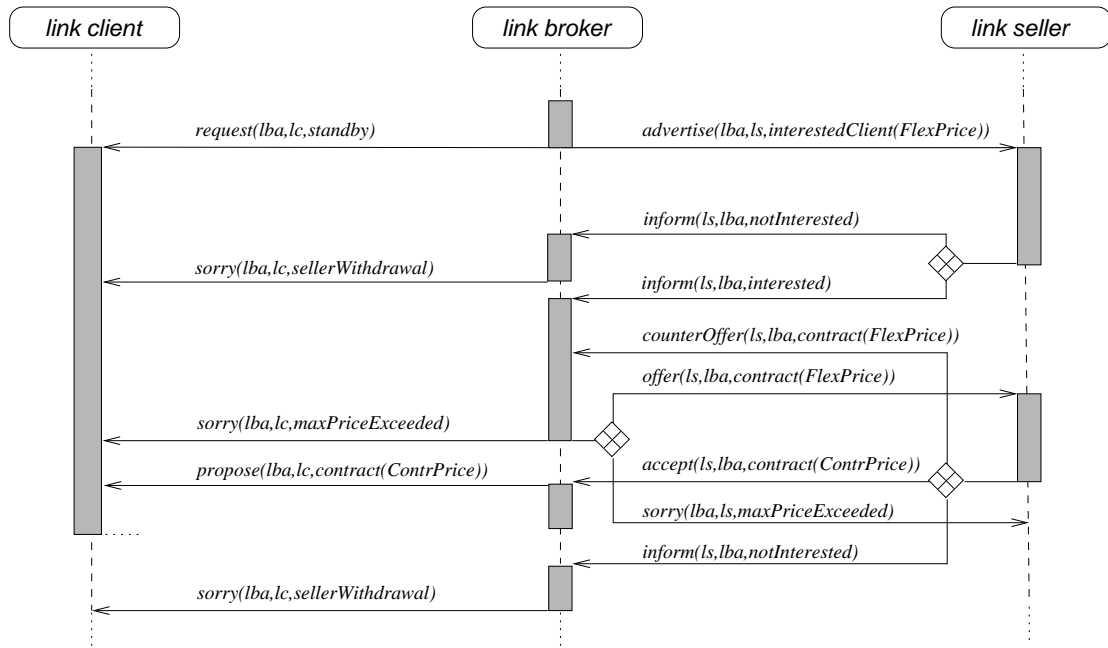 link client
link broker
link seller
request(lba,lc,standby)
advertise(lba,ls,interestedClient(FlexPrice))
inform(ls,lba,notInterested)
sorry(lba,lc,sellerWithdrawal)
inform(ls,lba,interested)
counterOffer(ls,lba,contract(FlexPrice))
offer(ls,lba,contract(FlexPrice))
sorry(lba,lc,maxPriceExceeded)
accept(ls,lba,contract(ContrPrice))
propose(lba,lc,contract(ContrPrice))
sorry(lba,ls,maxPriceExceeded)
inform(ls,lba,notInterested)
sorry(lba,lc,sellerWithdrawal)